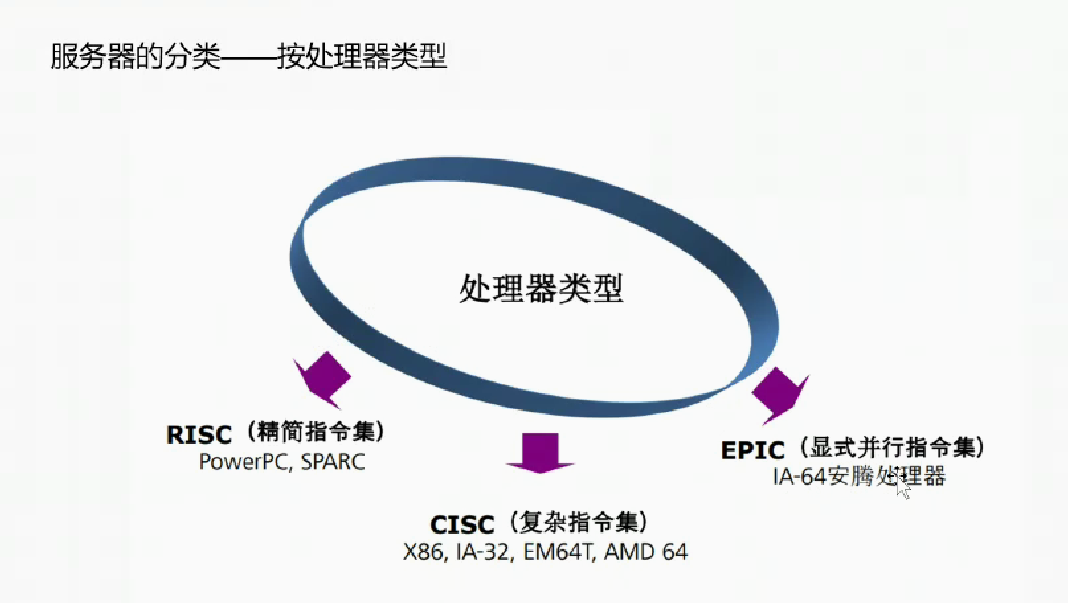 服务器的分类——按处理器类型
处理器类型
RISC（精简指令集）
PowerPC, SPARC
EPIC（显式并行指令集）
IA-64安腾处理器
CISC（复杂指令集）
X86, IA-32, EM64T, AMD 64